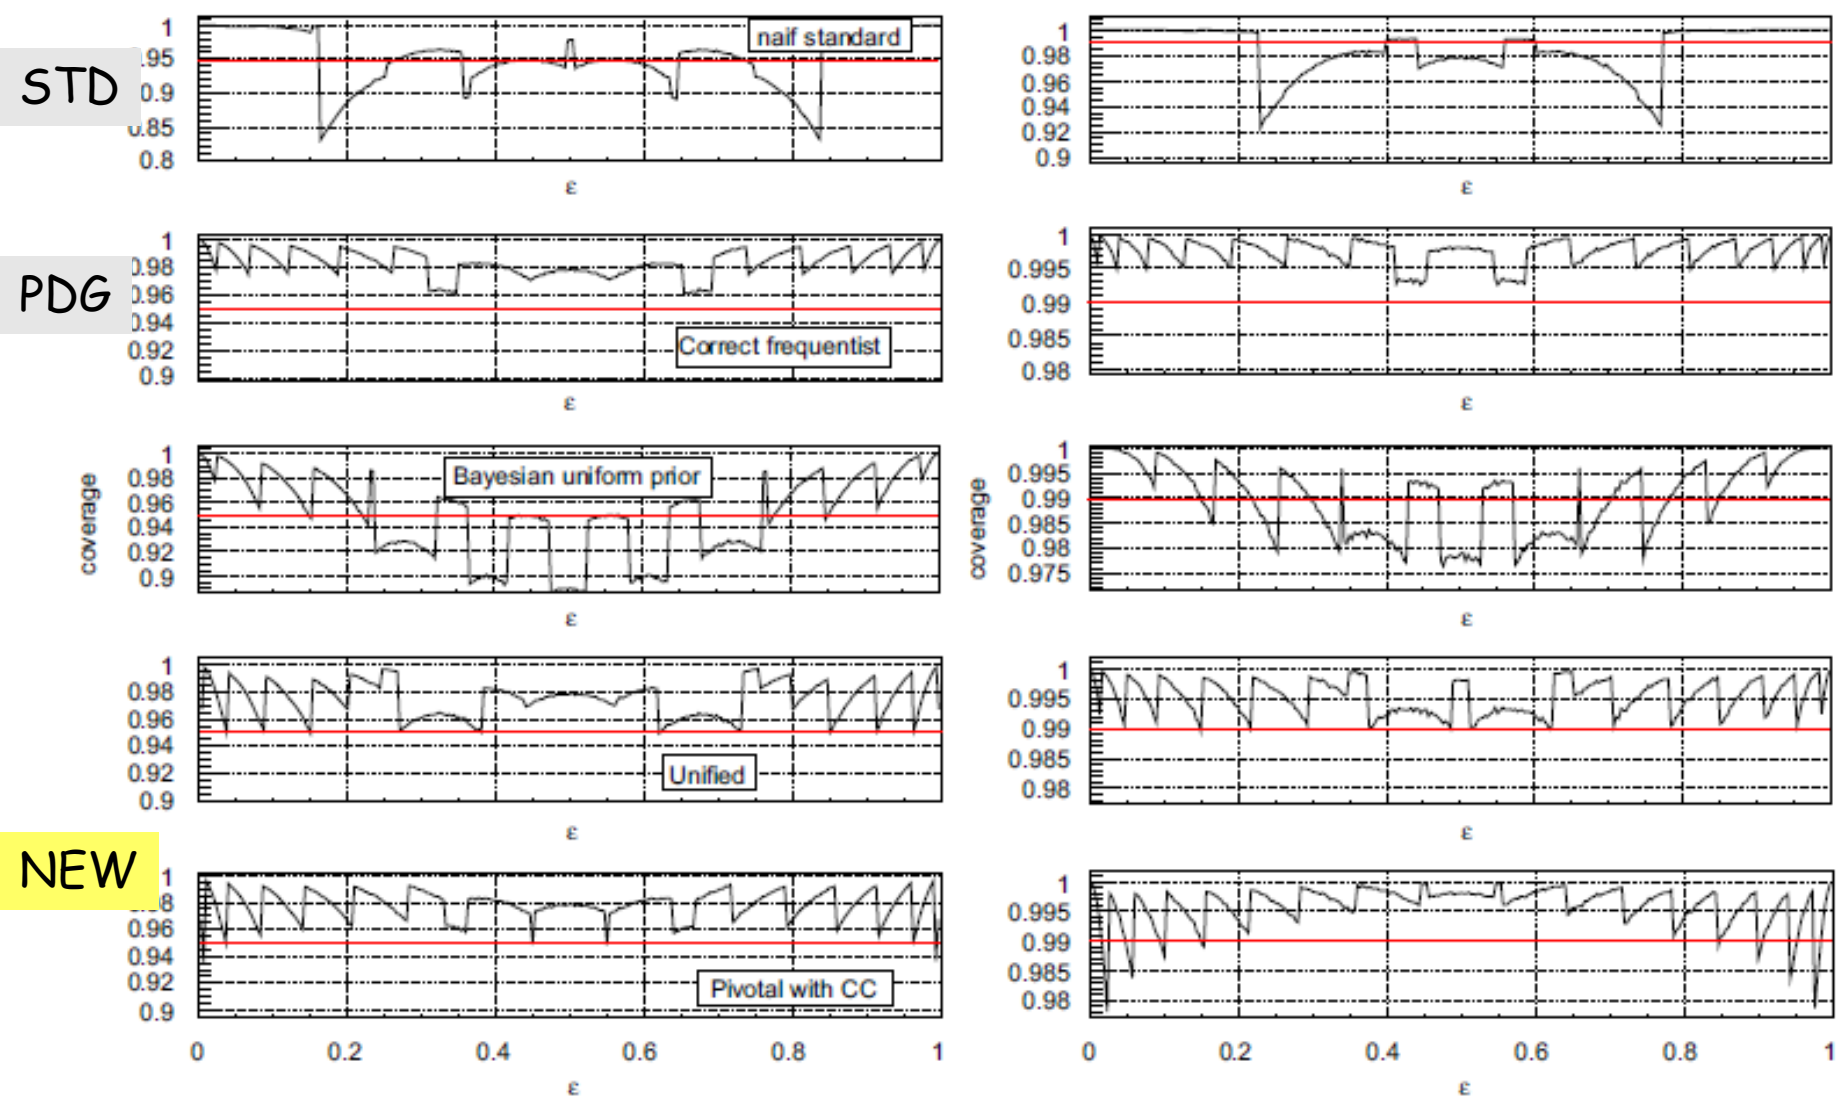 STD
naif standard
1
.95
0.9
0.85
0.8
ε
1
0.98
0.96
0.94
0.92
0.9
ε
PDG
Correct frequentist
1
0.98
0.96
0.94
0.92
0.9
ε
1
0.995
0.99
0.985
0.98
ε
Bayesian uniform prior
coverage
1
0.98
0.96
0.94
0.92
0.9
ε
coverage
1
0.995
0.99
0.985
0.98
0.975
ε
Unified
1
0.98
0.96
0.94
0.92
0.9
ε
1
0.995
0.99
0.985
0.98
ε
NEW
Pivotal with CC
1
.98
0.96
0.94
0.92
0.9
0 0.2 0.4 0.6 0.8 1
ε
1
0.995
0.99
0.985
0.98
0 0.2 0.4 0.6 0.8 1
ε